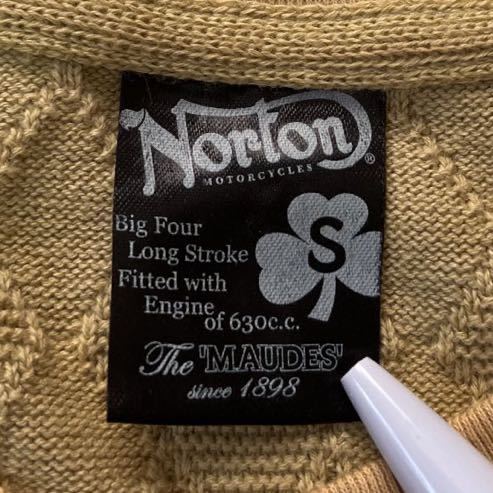 Norton®
MOTORCYCLES
Big Four
Long Stroke
Fitted with
Engine
of 630c.c.
S
The 'MAUDES'
since 1898